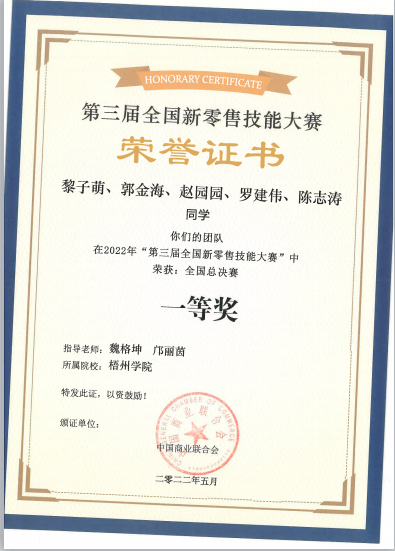 HONORARY CERTIFICATE
第三届全国新零售技能大赛
荣誉证书
黎子萌、郭金海、赵园园、罗建伟、陈志涛
同学
你们的团队
在2022年“第三届全国新零售技能大赛”中
荣获：全国总决赛
一等奖
指导老师：魏格坤 邝丽茵
所属院校：梧州学院
特发此证，以资鼓励！
颁证单位：
中国商业联合会
二零二二年五月